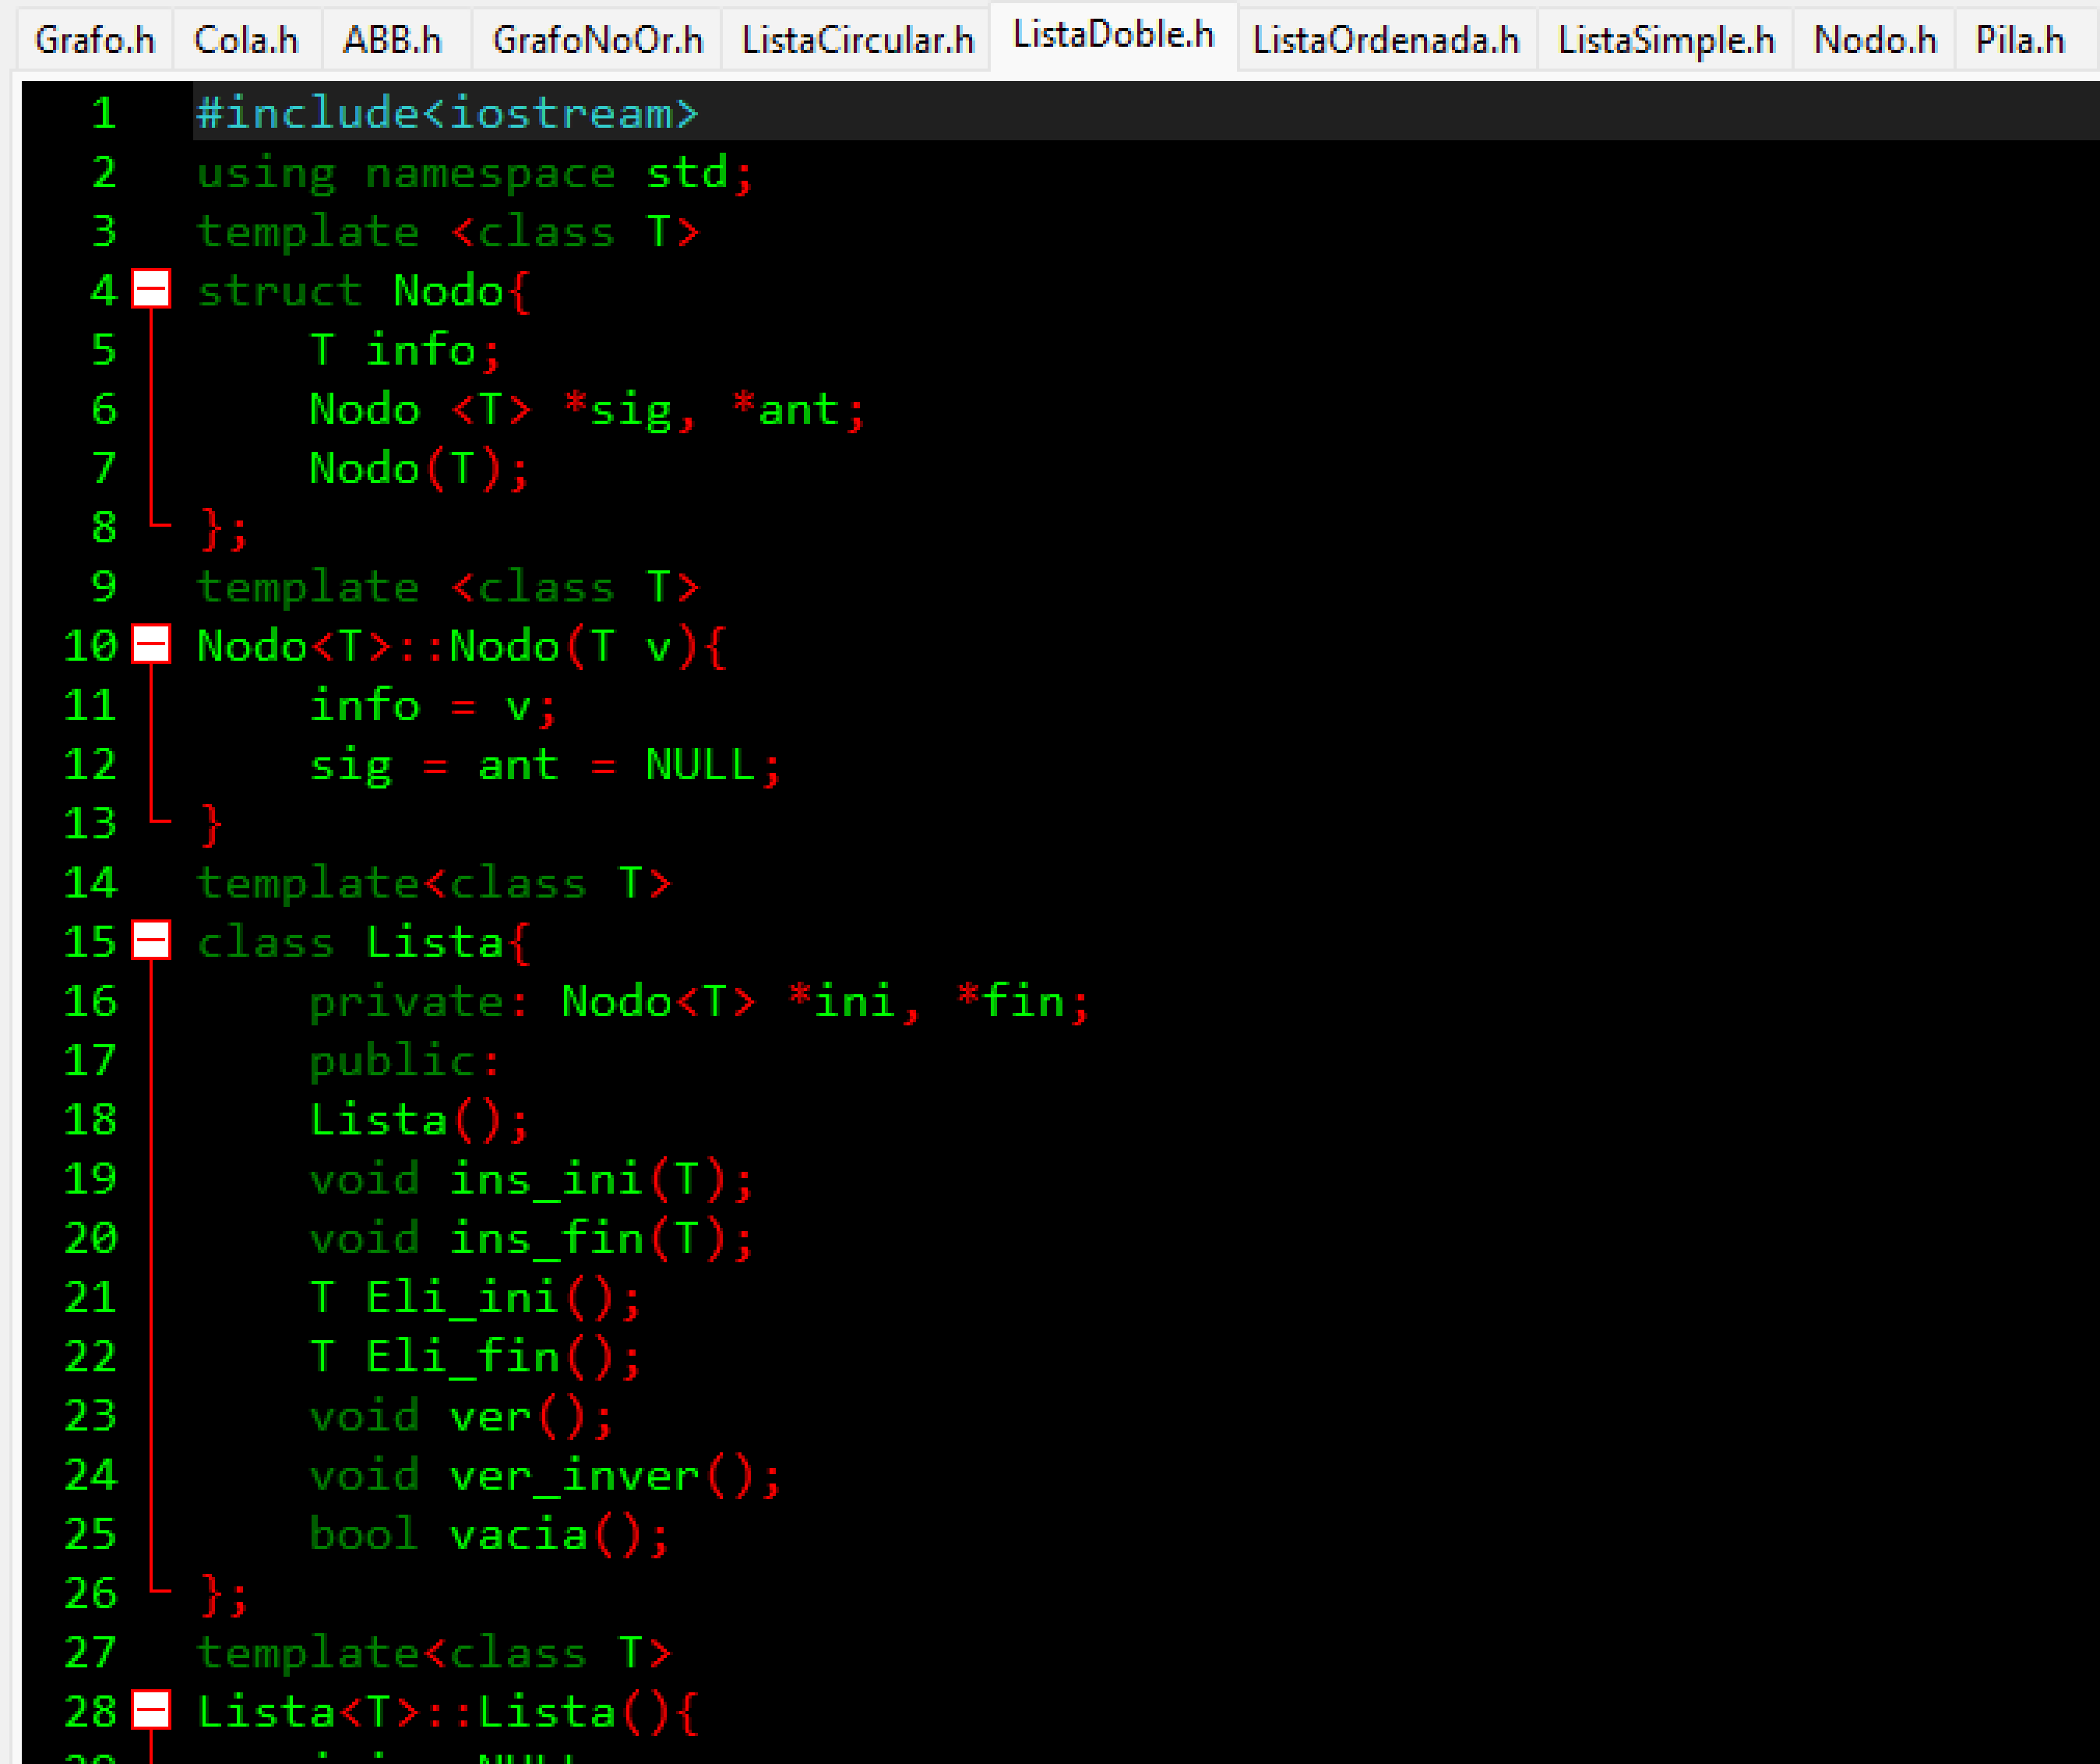 Grafo.h Cola.h ABB.h GrafoNoOr.h ListaCircular.h ListaDoble.h ListaOrdenada.h ListaSimple.h Nodo.h Pila.h
1 #include<iostream>
2 using namespace std;
3 template <class T>
4 struct Nodo{
5 T info;
6 Nodo <T> *sig, *ant;
7 Nodo(T);
8 };
9 template <class T>
10 Nodo<T>::Nodo(T v){
11 info = v;
12 sig = ant = NULL;
13 }
14 template<class T>
15 class Lista{
16 private: Nodo<T> *ini, *fin;
17 public:
18 Lista();
19 void ins_ini(T);
20 void ins_fin(T);
21 T Eli_ini();
22 T Eli_fin();
23 void ver();
24 void ver_inver();
25 bool vacia();
26 };
27 template<class T>
28 Lista<T>::Lista(){